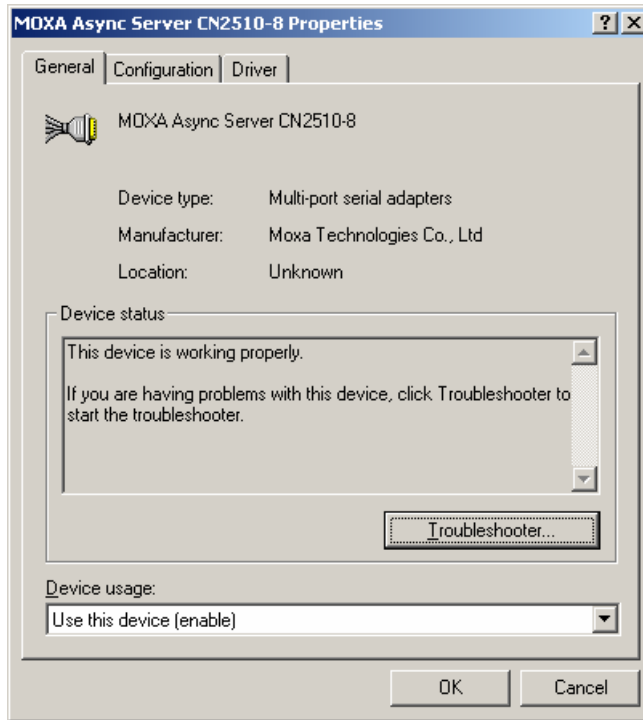 MOXA Async Server CN2510-8 Properties
General Configuration Driver
MOXA Async Server CN2510-8
Device type: Multi-port serial adapters
Manufacturer: Moxa Technologies Co., Ltd
Location: Unknown
Device status
This device is working properly.
If you are having problems with this device, click Troubleshooter to
start the troubleshooter.
Troubleshooter...
Device usage:
Use this device (enable)
OK Cancel